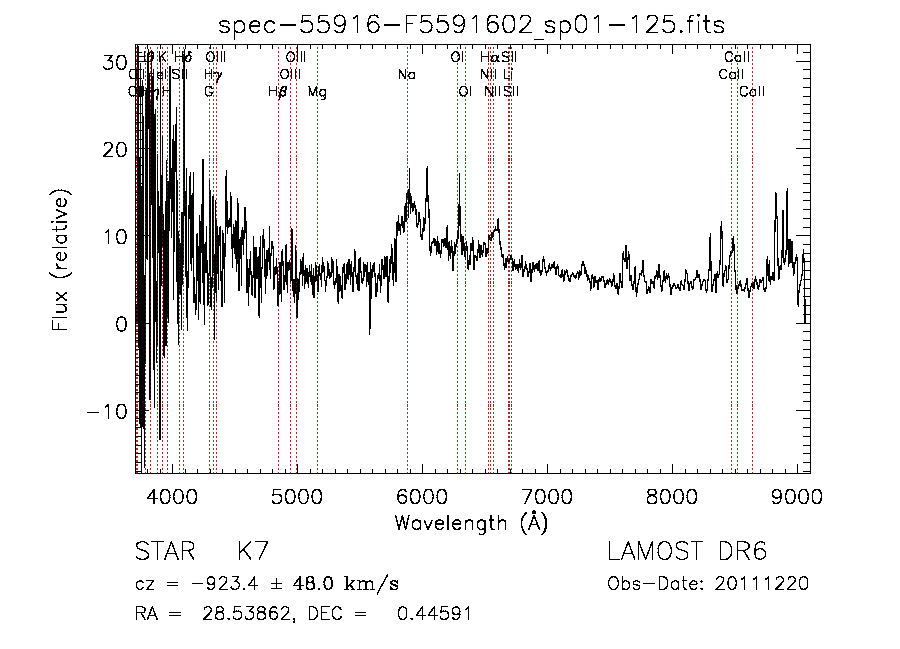 spec-55916-F5591602_sp01-125.fits
K Hδ OIII OIII OI Hα SII CaII
SII Hγ OIII Na NII Li CaII
H G Hβ Mg OI NII SII CaII
30
20
10
0
-10
Flux (relative)
4000 5000 6000 7000 8000 9000
Wavelength (Å)
STAR K7 LAMOST DR6
cz = -923.4 ± 48.0 km/s Obs-Date: 20111220
RA = 28.53862, DEC = 0.44591